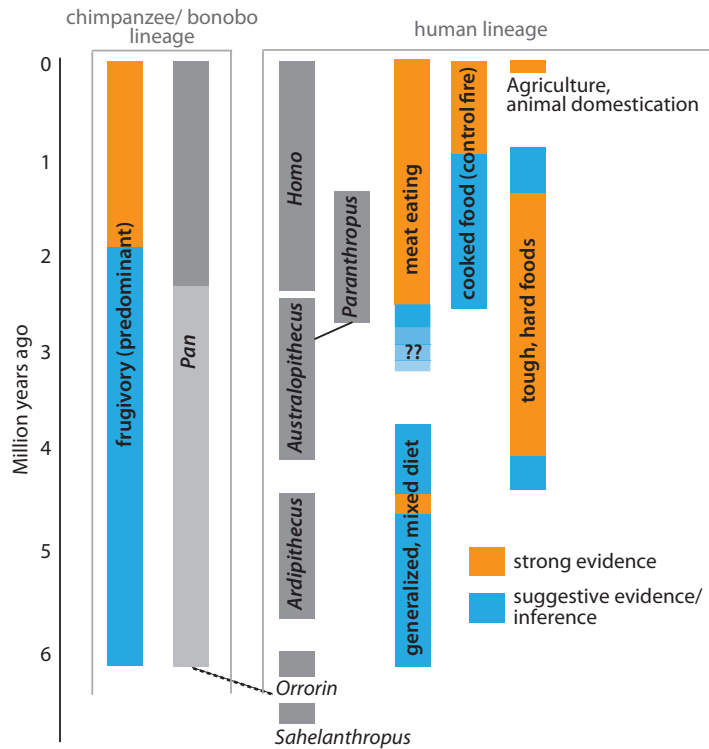 chimpanzee/ bonobo
lineage
human lineage
0
1
2
3
4
5
6
Million years ago
frugivory (predominant)
Pan
Homo
Paranthropus
Australopithecus
Ardipithecus
Orrorin
Sahelanthropus
meat eating
??
generalized, mixed diet
cooked food (control fire)
Agriculture,
animal domestication
tough, hard foods
strong evidence
suggestive evidence/
inference